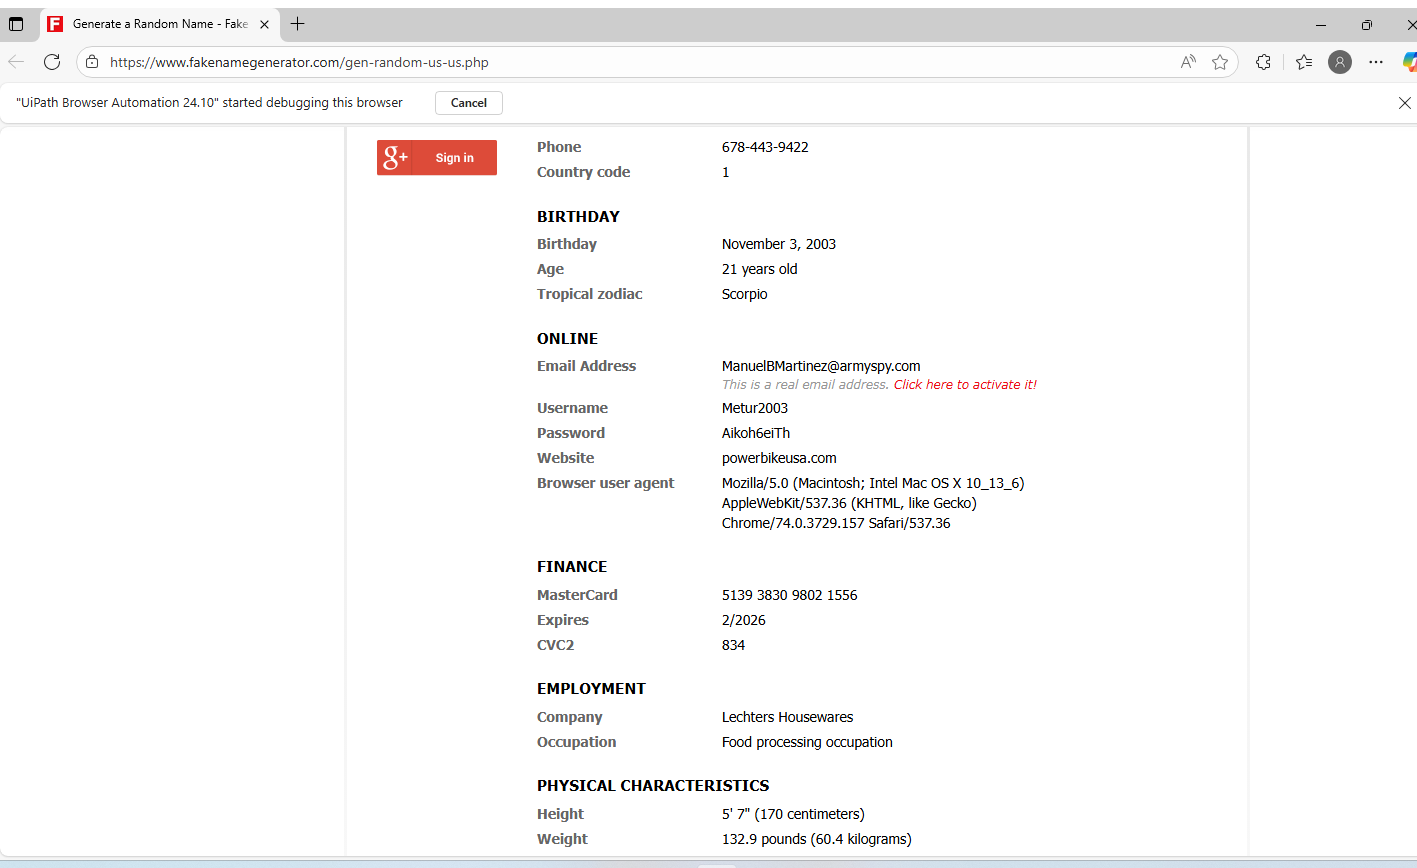 Generate a Random Name - Fake
https://www.fakenamegenerator.com/gen-random-us-us.php
"UiPath Browser Automation 24.10" started debugging this browser Cancel
g+ Sign in
Phone 678-443-9422
Country code 1
BIRTHDAY
Birthday November 3, 2003
Age 21 years old
Tropical zodiac Scorpio
ONLINE
Email Address ManuelBMartinez@armyspy.com
This is a real email address. Click here to activate it!
Username Metur2003
Password Aikoh6eiTh
Website powerbikeusa.com
Browser user agent Mozilla/5.0 (Macintosh; Intel Mac OS X 10_13_6)
AppleWebKit/537.36 (KHTML, like Gecko)
Chrome/74.0.3729.157 Safari/537.36
FINANCE
MasterCard 5139 3830 9802 1556
Expires 2/2026
CVC2 834
EMPLOYMENT
Company Lechters Housewares
Occupation Food processing occupation
PHYSICAL CHARACTERISTICS
Height 5' 7" (170 centimeters)
Weight 132.9 pounds (60.4 kilograms)